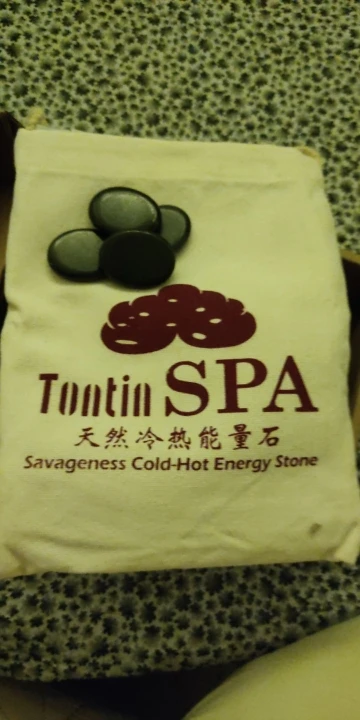 Tontin SPA
天然冷热能量石
Savageness Cold-Hot Energy Stone